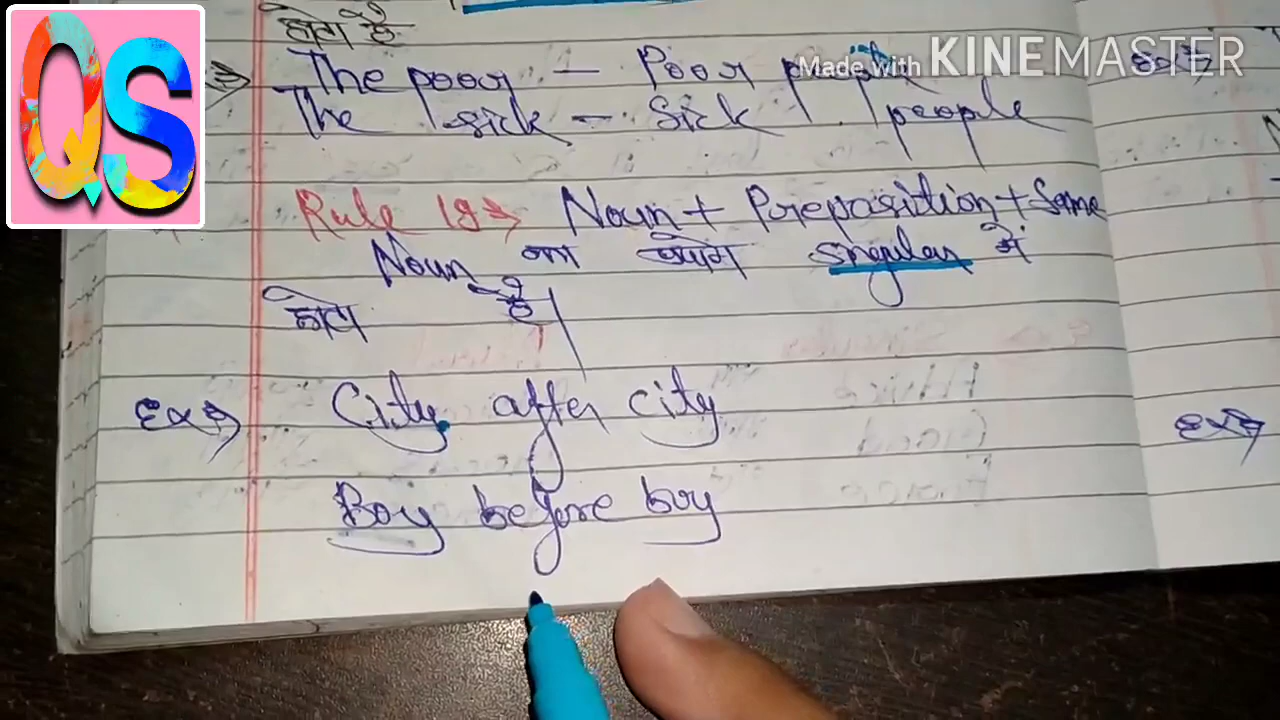 QS
Made with KINEMASTER
होता है
The poor - Poor people
The sick - Sick people
Rule 18→ Noun + Preposition + Same
Noun का प्रयोग singular में
होता है।
Ex→ City after city
Boy before boy
Ex→
Ex→